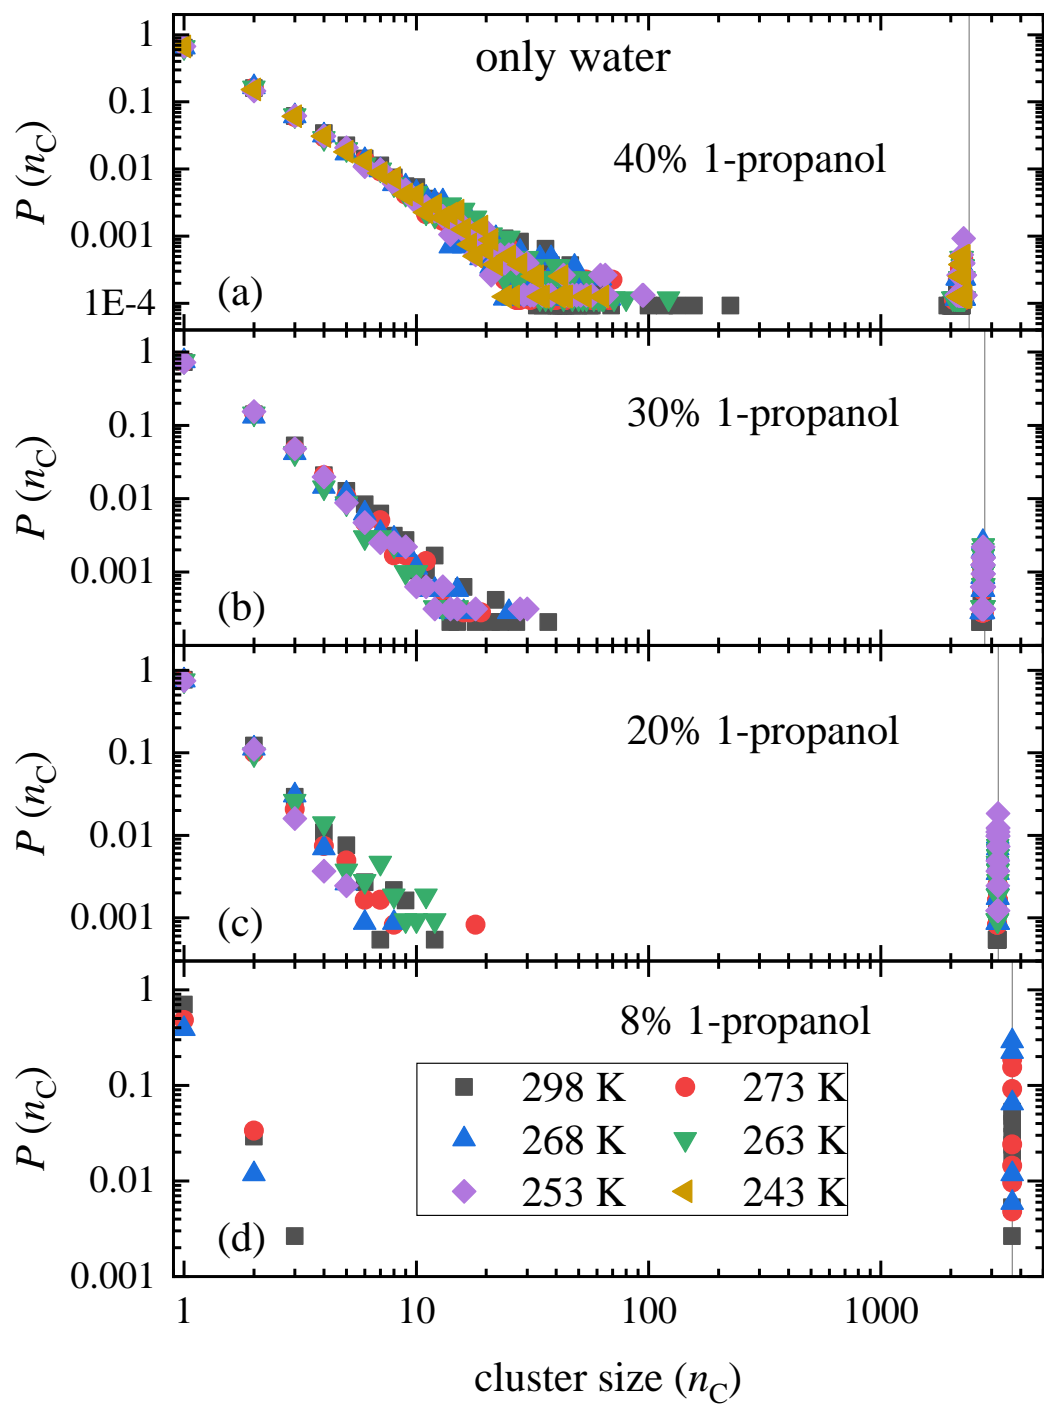 only water
40% 1-propanol
(a)
P (nC)
1
0.1
0.01
0.001
1E-4
30% 1-propanol
(b)
P (nC)
1
0.1
0.01
0.001
20% 1-propanol
(c)
P (nC)
1
0.1
0.01
0.001
8% 1-propanol
298 K 273 K
268 K 263 K
253 K 243 K
(d)
P (nC)
1
0.1
0.01
0.001
1 10 100 1000
cluster size (nC)